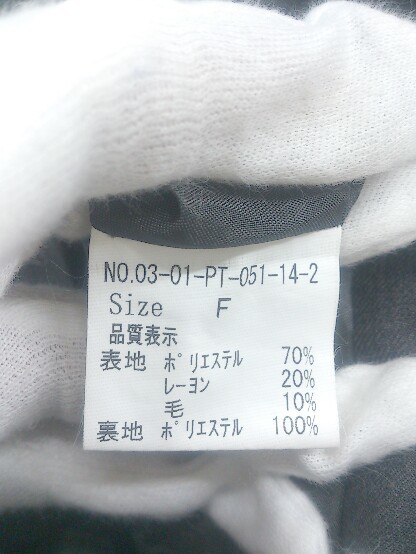 NO.03-01-PT-051-14-2
Size F
品質表示
表地 ポリエステル 70%
レーヨン 20%
毛 10%
裏地 ポリエステル 100%